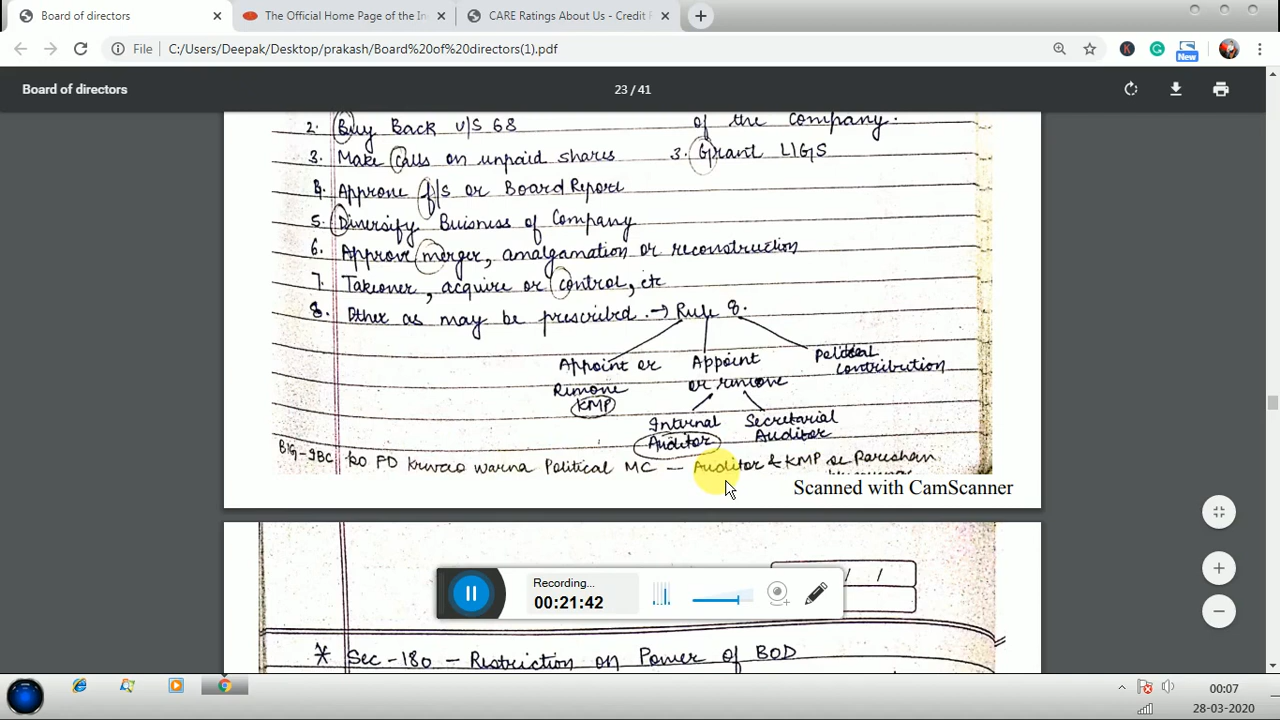 Board of directors
The Official Home Page of the In
CARE Ratings About Us - Credit R
File C:/Users/Deepak/Desktop/prakash/Board%20of%20directors(1).pdf
New
Board of directors 23 / 41
2. Buy Back U/S 68 of the Company.
3. Make Calls on unpaid shares 3. Grant LIGS
4. Approve f/s or Board Report
5. Diversify Buisness of Company
6. Approve merger, amalgamation or reconstruction
7. Takeover, acquire or control, etc
8. Other as may be prescribed. → Rule 8.
Appoint or Remove KMP
Appoint or remove
Political contribution
Internal Auditor
Secretarial Auditor
BIG-IBC ko FD krwao warna Political MC — Auditor & KMP se Pareshan
Scanned with CamScanner
Recording...
00:21:42
/ /
* Sec-180 - Restriction on Power of BOD
00:07
28-03-2020